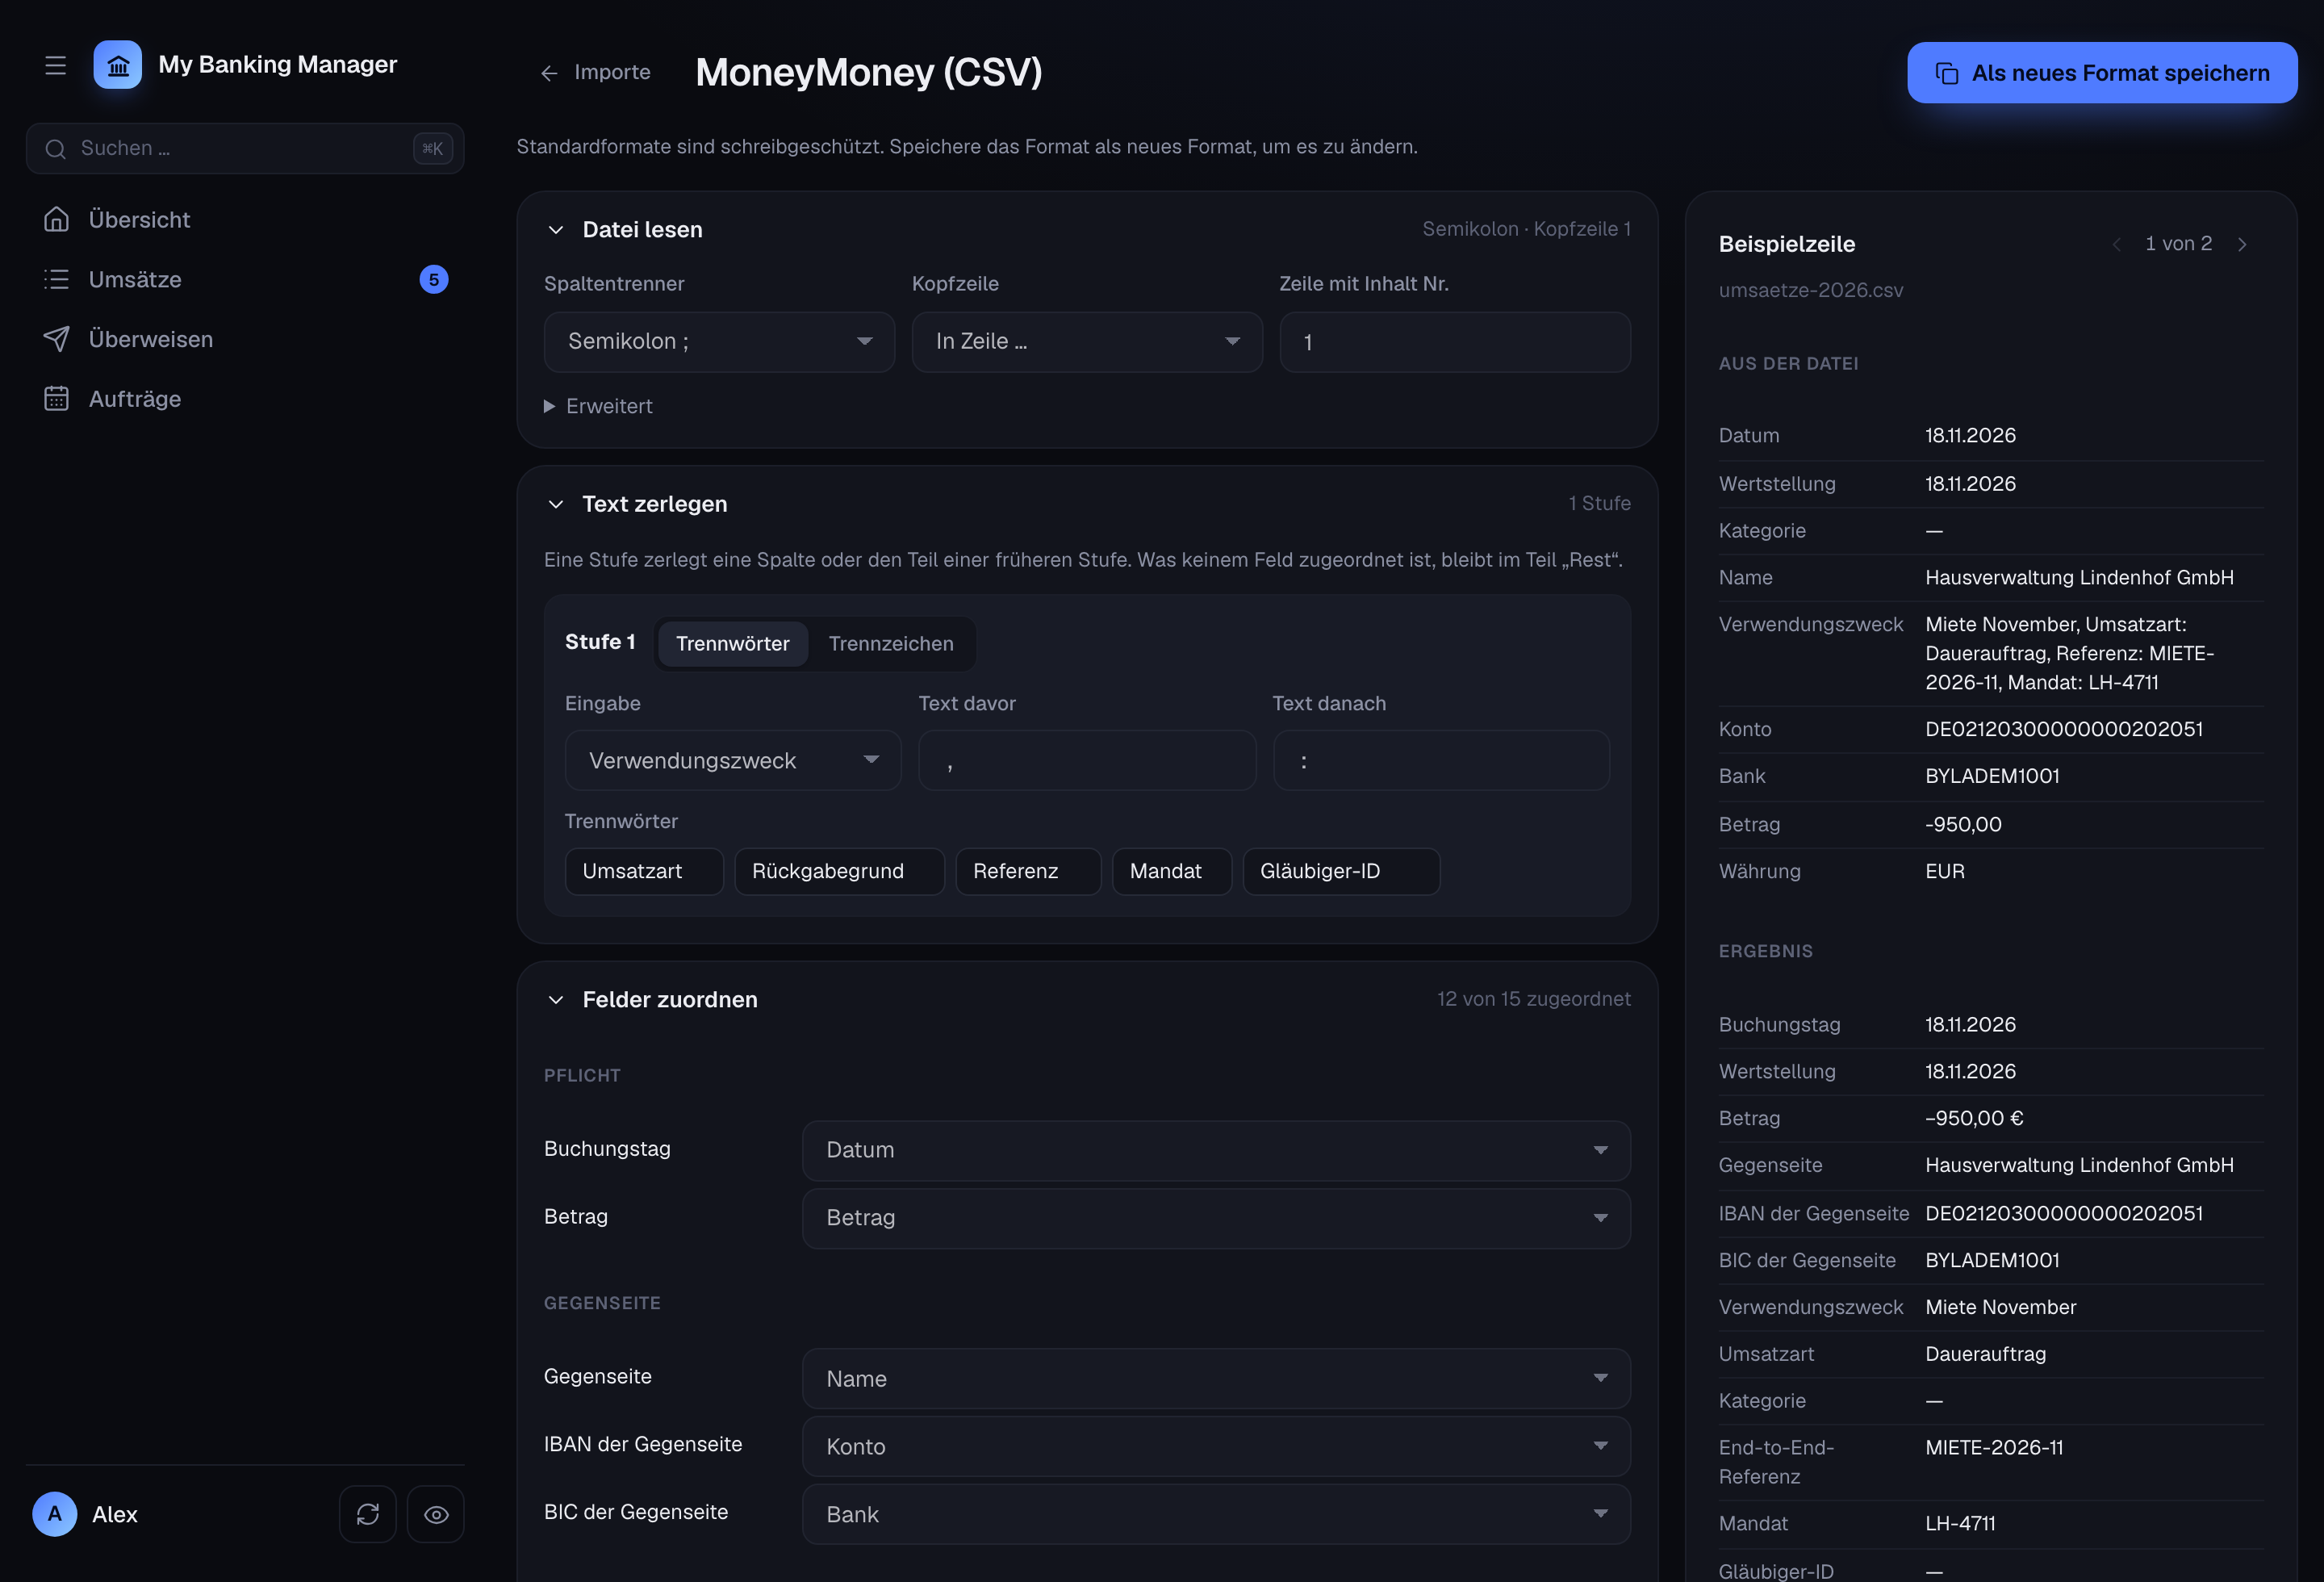 My Banking Manager
Suchen …
⌘K
Übersicht
Umsätze
5
Überweisen
Aufträge
A
Alex
Importe
MoneyMoney (CSV)
Als neues Format speichern
Standardformate sind schreibgeschützt. Speichere das Format als neues Format, um es zu ändern.
Datei lesen
Semikolon · Kopfzeile 1
Spaltentrenner
Kopfzeile
Zeile mit Inhalt Nr.
Semikolon ;
In Zeile …
1
Erweitert
Text zerlegen
1 Stufe
Eine Stufe zerlegt eine Spalte oder den Teil einer früheren Stufe. Was keinem Feld zugeordnet ist, bleibt im Teil „Rest“.
Stufe 1
Trennwörter
Trennzeichen
Eingabe
Text davor
Text danach
Verwendungszweck
,
:
Trennwörter
Umsatzart
Rückgabegrund
Referenz
Mandat
Gläubiger-ID
Felder zuordnen
12 von 15 zugeordnet
PFLICHT
Buchungstag
Datum
Betrag
Betrag
GEGENSEITE
Gegenseite
Name
IBAN der Gegenseite
Konto
BIC der Gegenseite
Bank
Beispielzeile
1 von 2
umsaetze-2026.csv
AUS DER DATEI
Datum 18.11.2026
Wertstellung 18.11.2026
Kategorie —
Name Hausverwaltung Lindenhof GmbH
Verwendungszweck Miete November, Umsatzart:
Dauerauftrag, Referenz: MIETE-
2026-11, Mandat: LH-4711
Konto DE02120300000000202051
Bank BYLADEM1001
Betrag -950,00
Währung EUR
ERGEBNIS
Buchungstag 18.11.2026
Wertstellung 18.11.2026
Betrag −950,00 €
Gegenseite Hausverwaltung Lindenhof GmbH
IBAN der Gegenseite DE02120300000000202051
BIC der Gegenseite BYLADEM1001
Verwendungszweck Miete November
Umsatzart Dauerauftrag
Kategorie —
End-to-End-
Referenz
MIETE-2026-11
Mandat LH-4711
Gläubiger-ID —